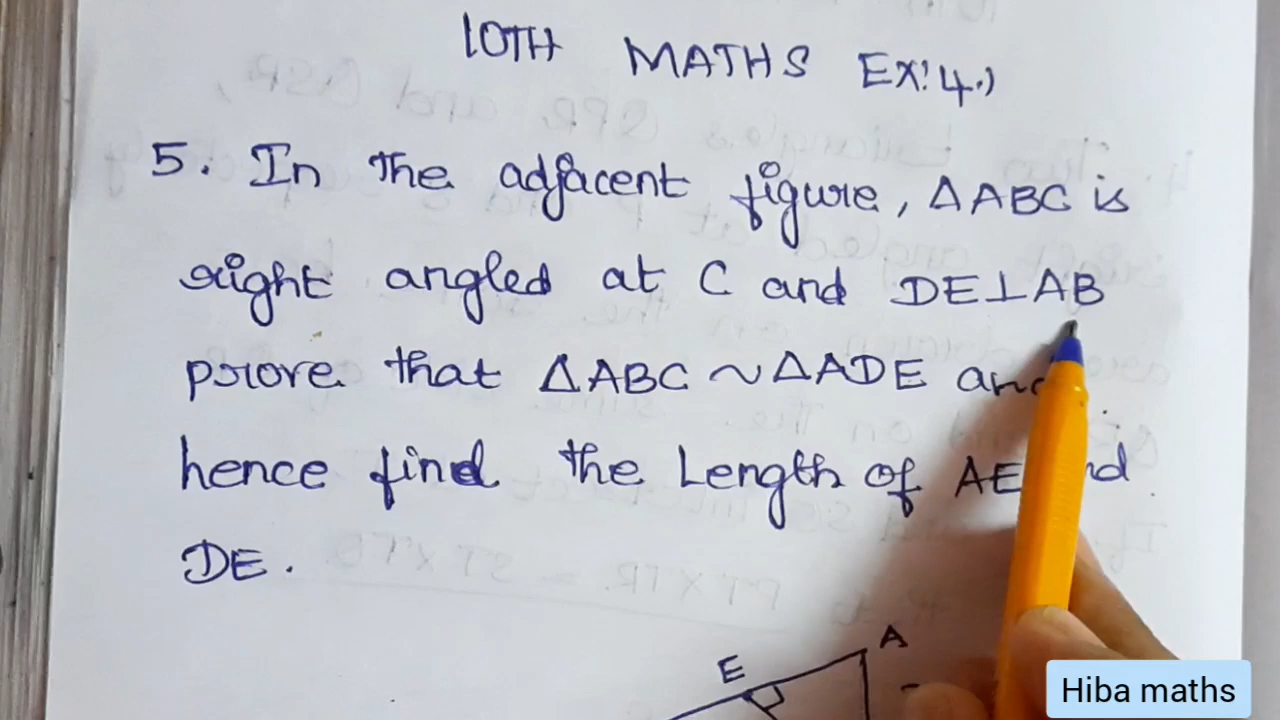 10TH MATHS Ex:4.1
5. In The adjacent figure, ΔABC is
right angled at C and DE⊥AB
prove that ΔABC ~ ΔADE
hence find the Length of AE
DE.
E A
Hiba maths